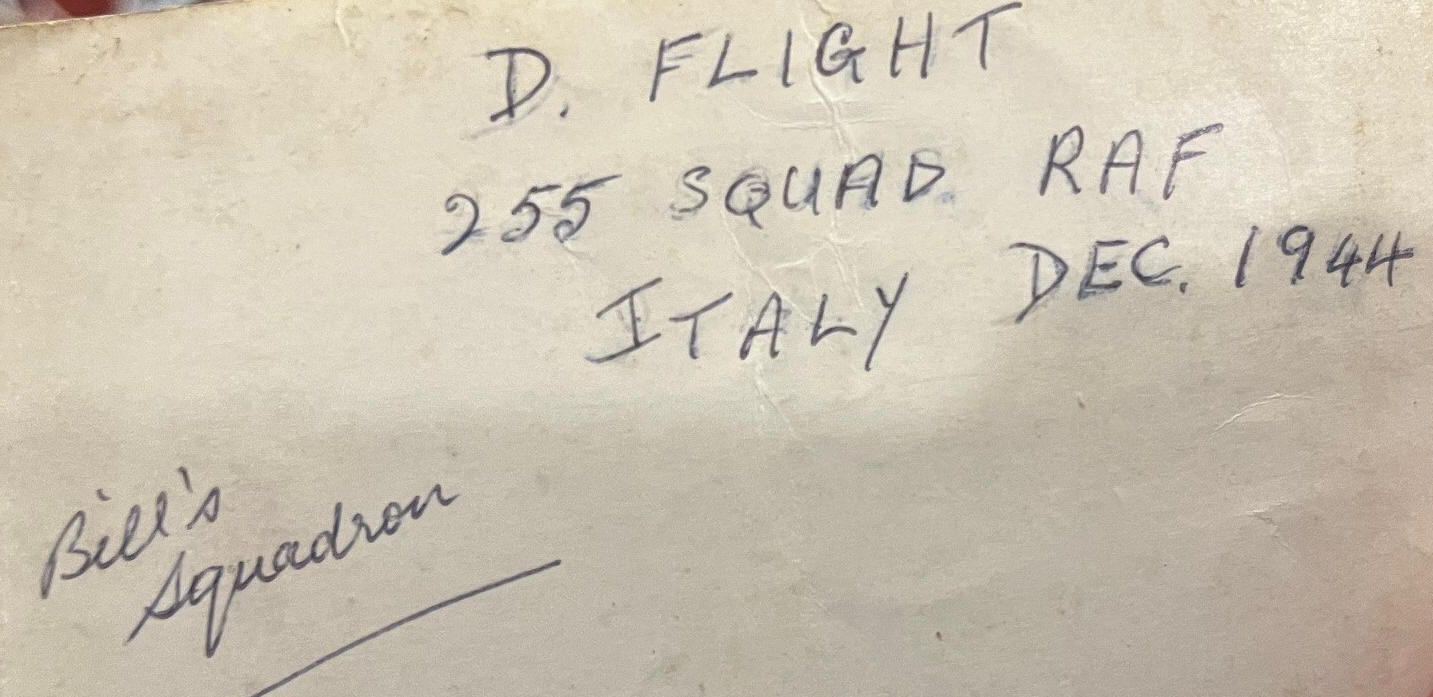 D. FLIGHT
255 SQUAD. RAF
ITALY DEC. 1944
Bill's
Squadron